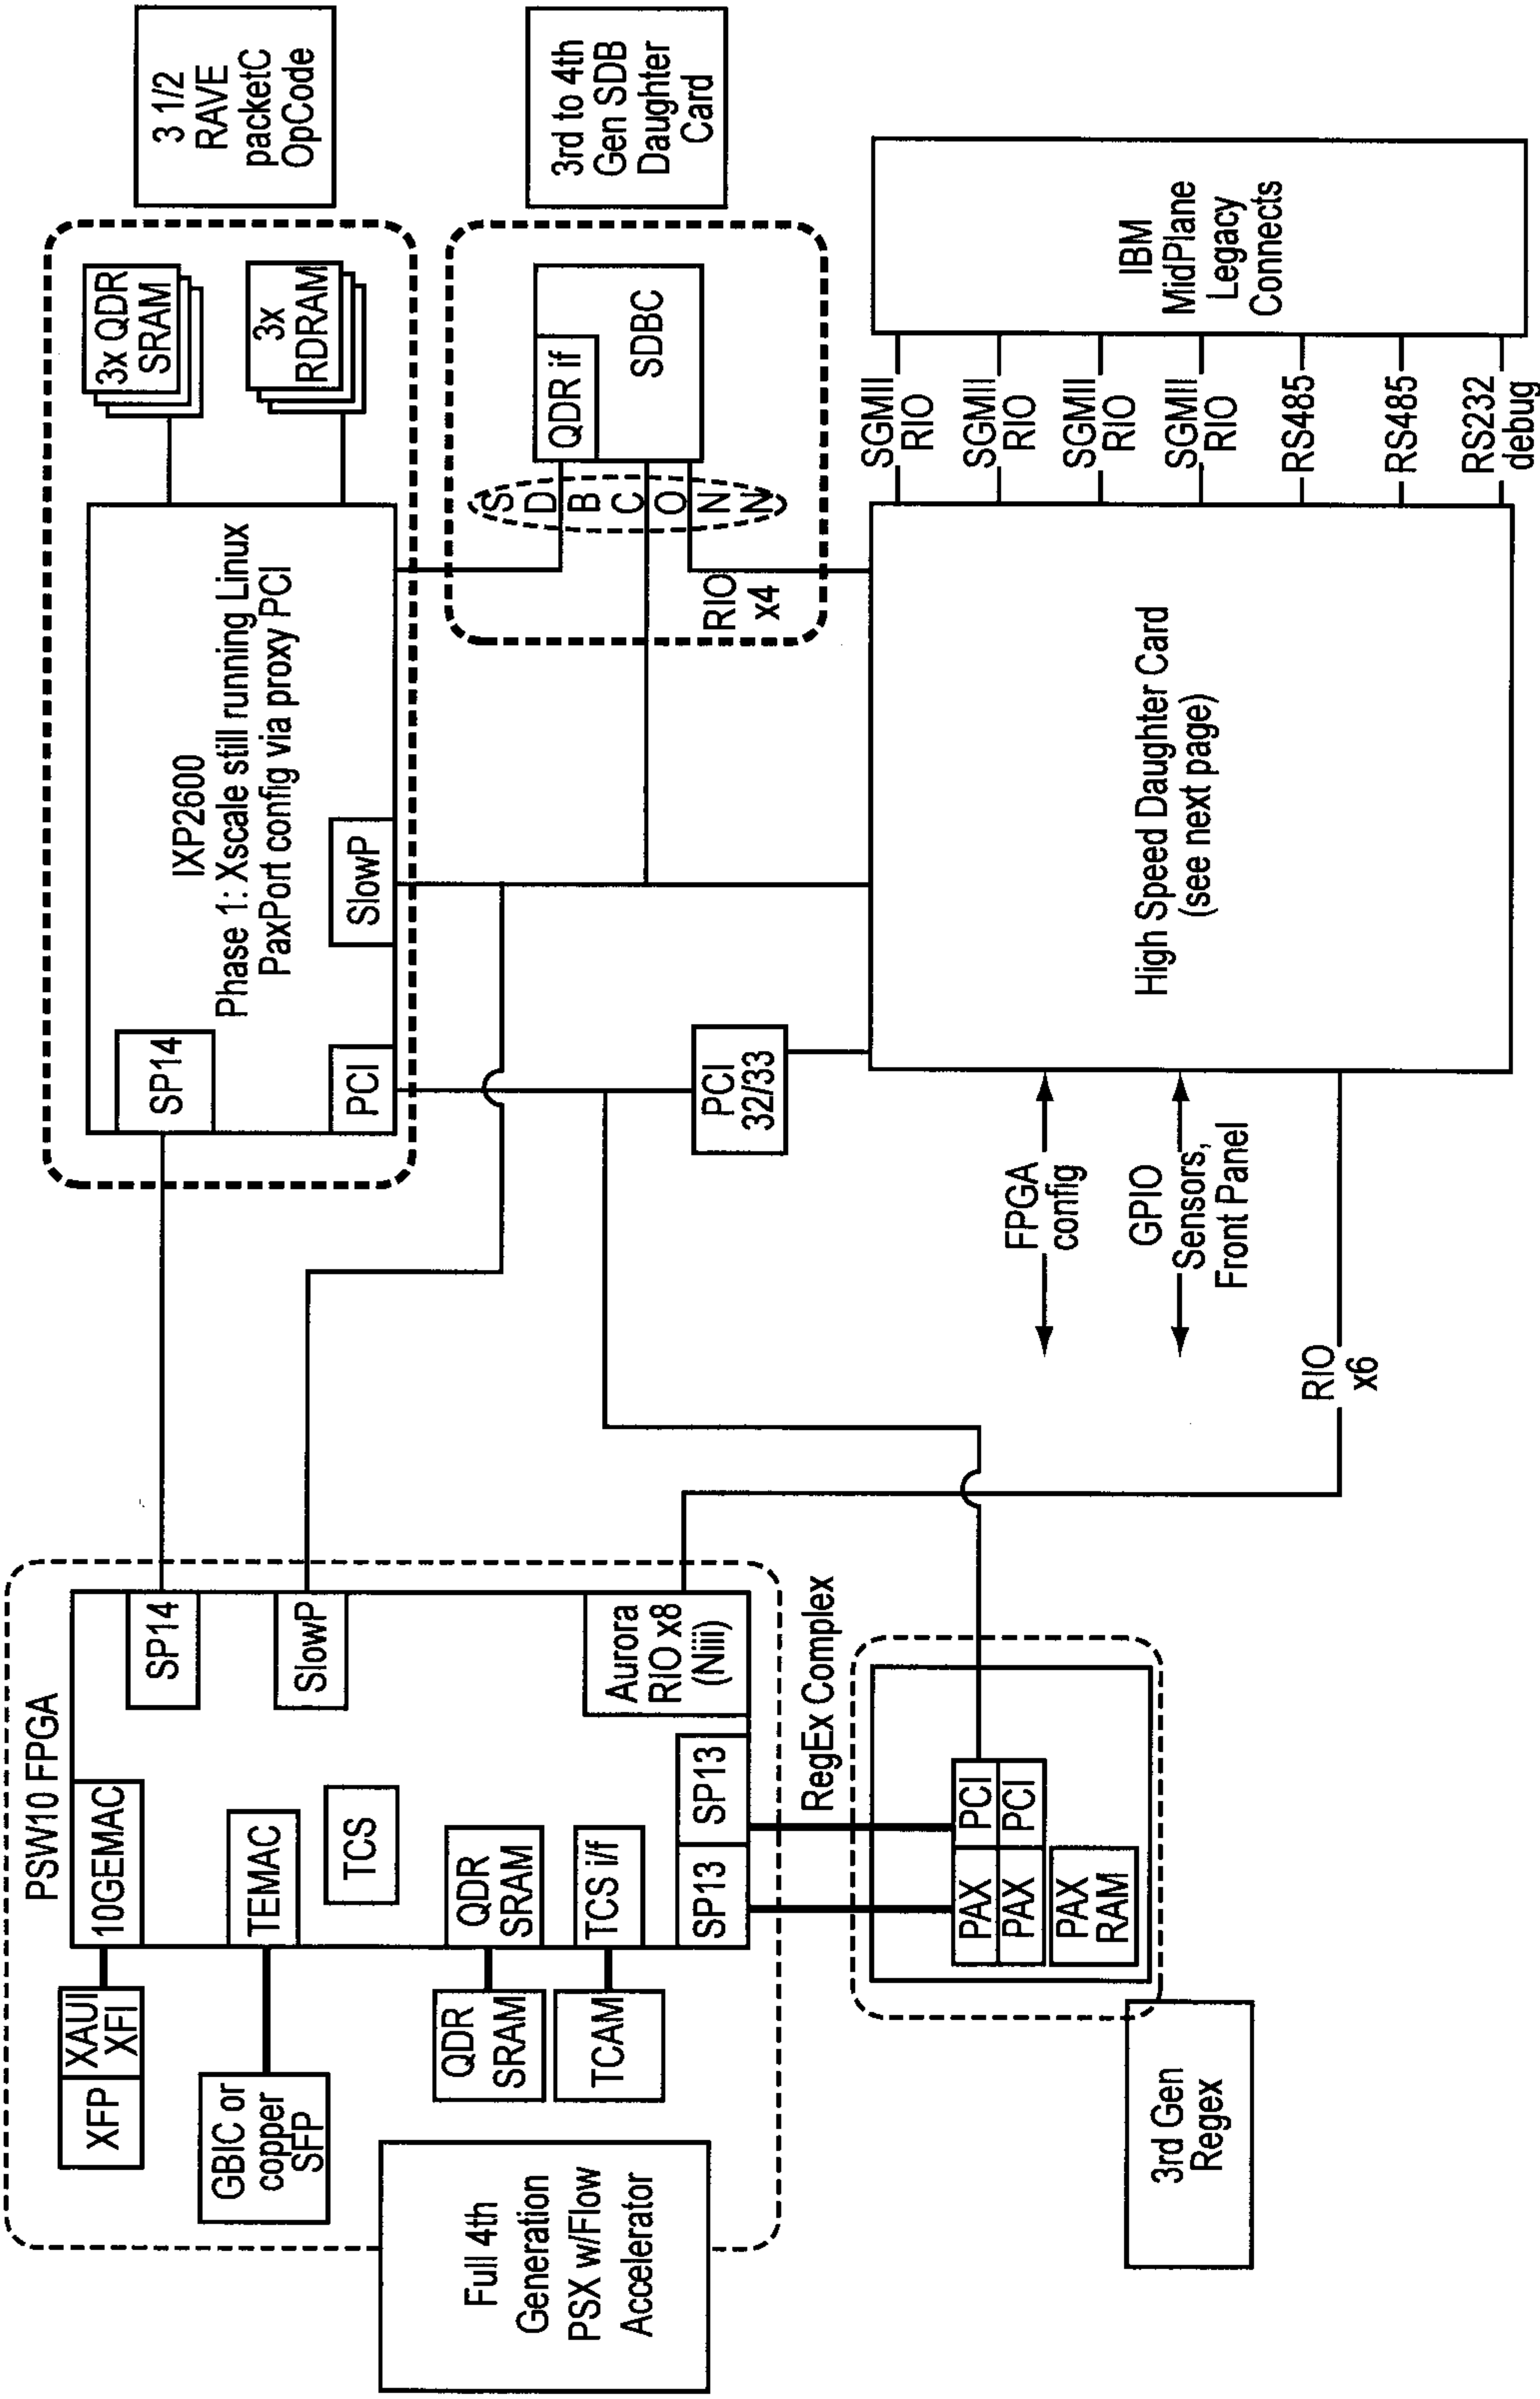 PSW10 FPGA
XFP
XAUI
XFI
10GEMAC
SP14
GBIC or
copper
SFP
TEMAC
SlowP
TCS
QDR
SRAM
QDR
SRAM
TCAM
TCS i/f
Aurora
RIO x8
(Niii)
SP13
SP13
Full 4th
Generation
PSX w/Flow
Accelerator
RegEx Complex
PAX
PCI
PAX
PCI
PAX
RAM
3rd Gen
Regex
SP14
IXP2600
Phase 1: Xscale still running Linux
PaxPort config via proxy PCI
PCI
SlowP
3x QDR
SRAM
3x
RDRAM
3 1/2
RAVE
packetC
OpCode
S
D
B
C
O
N
N
QDR if
SDBC
RIO
x4
3rd to 4th
Gen SDB
Daughter
Card
PCI
32/33
FPGA
config
GPIO
Sensors,
Front Panel
RIO
x6
High Speed Daughter Card
(see next page)
SGMII
RIO
SGMII
RIO
SGMII
RIO
SGMII
RIO
RS485
RS485
RS232
debug
IBM
MidPlane
Legacy
Connects